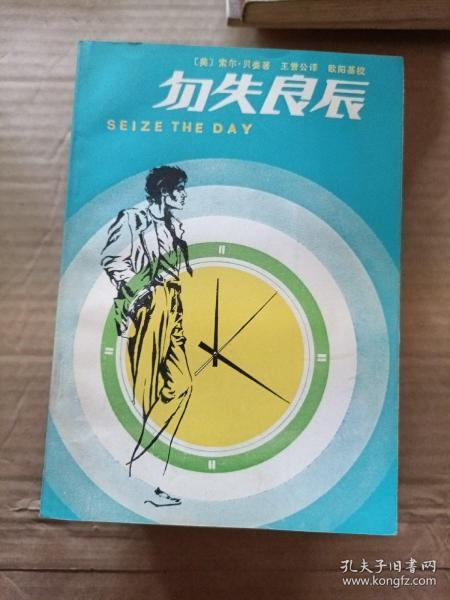 〔美〕索尔·贝娄著 王誉公译 欧阳基校
勿失良辰
SEIZE THE DAY
孔夫子旧书网
www.kongfz.com